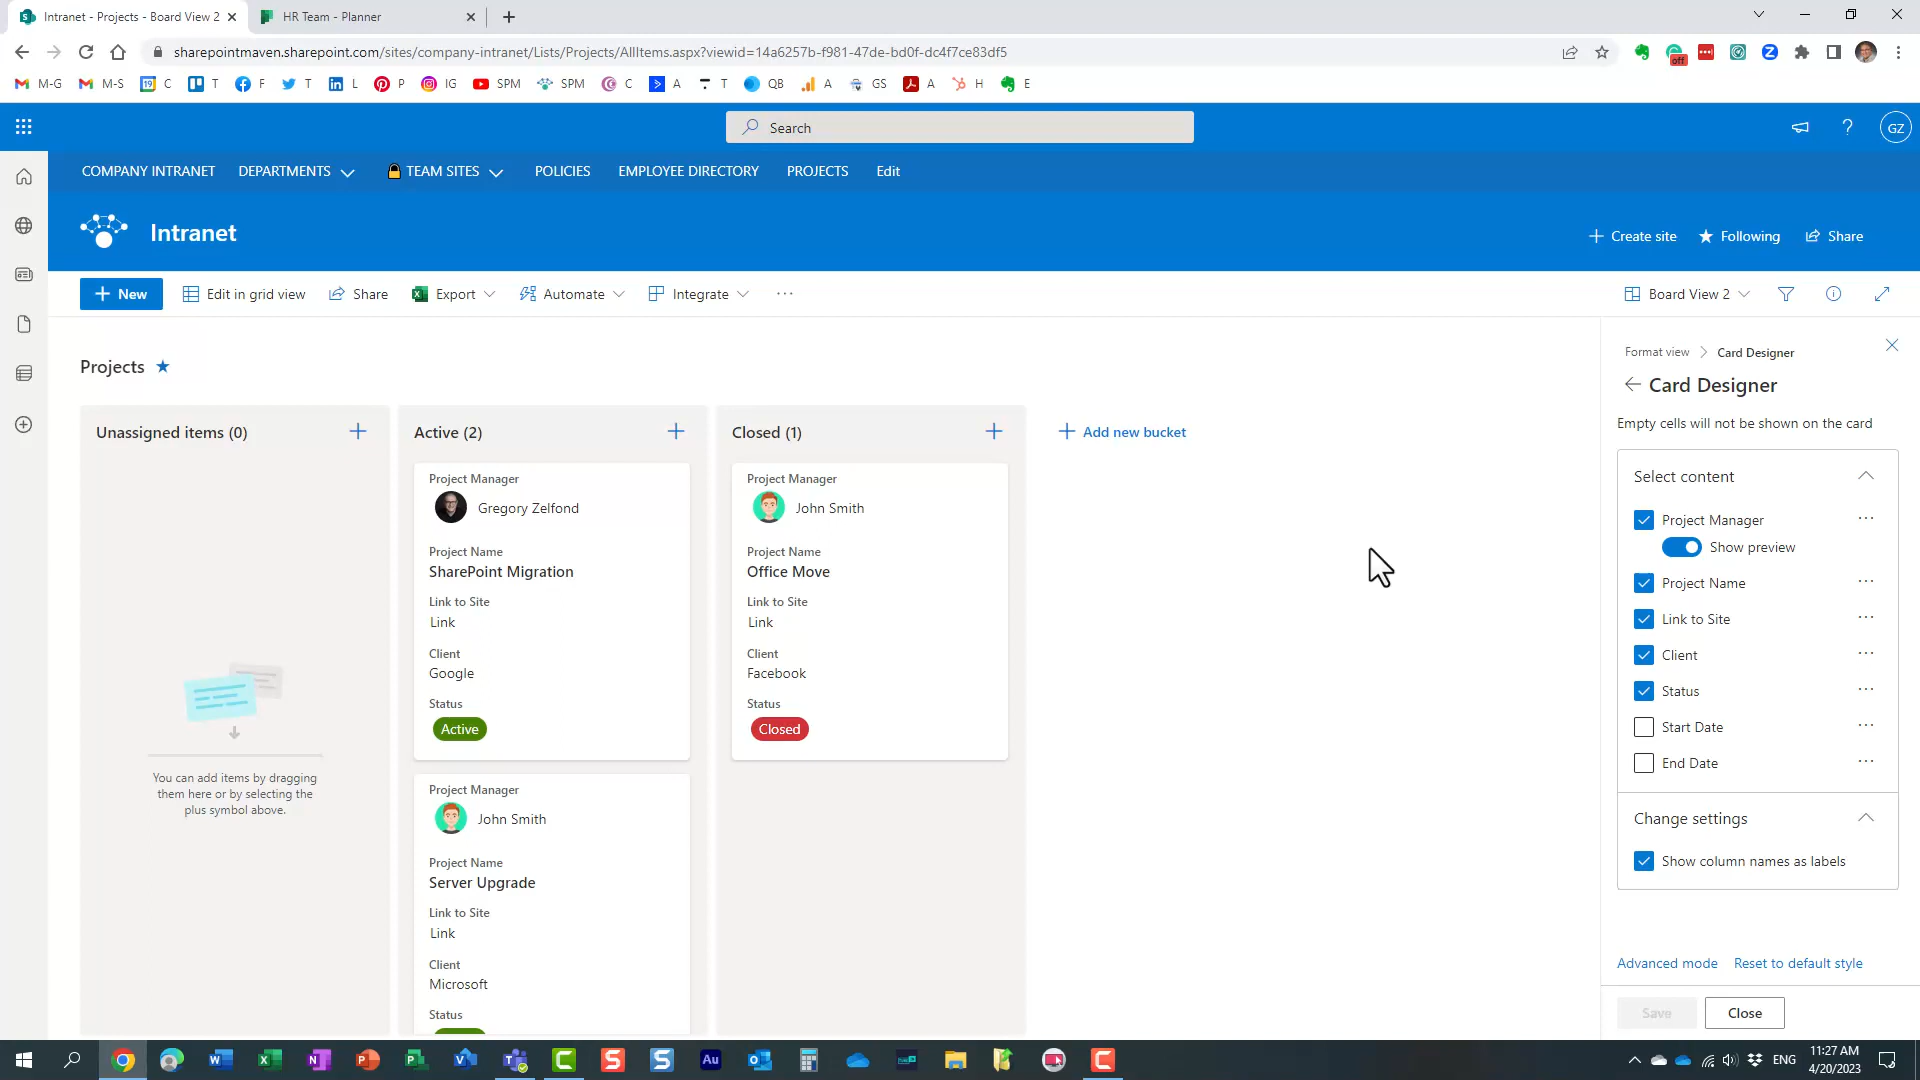 Intranet - Projects - Board View 2
HR Team - Planner
sharepointmaven.sharepoint.com/sites/company-intranet/Lists/Projects/AllItems.aspx?viewid=14a6257b-f981-47de-bd0f-dc4f7ce83df5
off
M-G M-S C T F T L P IG SPM SPM C A T QB A GS A H E
Search
GZ
COMPANY INTRANET DEPARTMENTS TEAM SITES POLICIES EMPLOYEE DIRECTORY PROJECTS Edit
Intranet
Create site Following Share
New Edit in grid view Share Export Automate Integrate ... Board View 2
Projects
Unassigned items (0)
You can add items by dragging
them here or by selecting the
plus symbol above.
Active (2)
Project Manager
Gregory Zelfond
Project Name
SharePoint Migration
Link to Site
Link
Client
Google
Status
Active
Project Manager
John Smith
Project Name
Server Upgrade
Link to Site
Link
Client
Microsoft
Status
Closed (1)
Project Manager
John Smith
Project Name
Office Move
Link to Site
Link
Client
Facebook
Status
Closed
Add new bucket
Format view > Card Designer
Card Designer
Empty cells will not be shown on the card
Select content
Project Manager
Show preview
Project Name
Link to Site
Client
Status
Start Date
End Date
Change settings
Show column names as labels
Advanced mode Reset to default style
Save Close
ENG
11:27 AM
4/20/2023